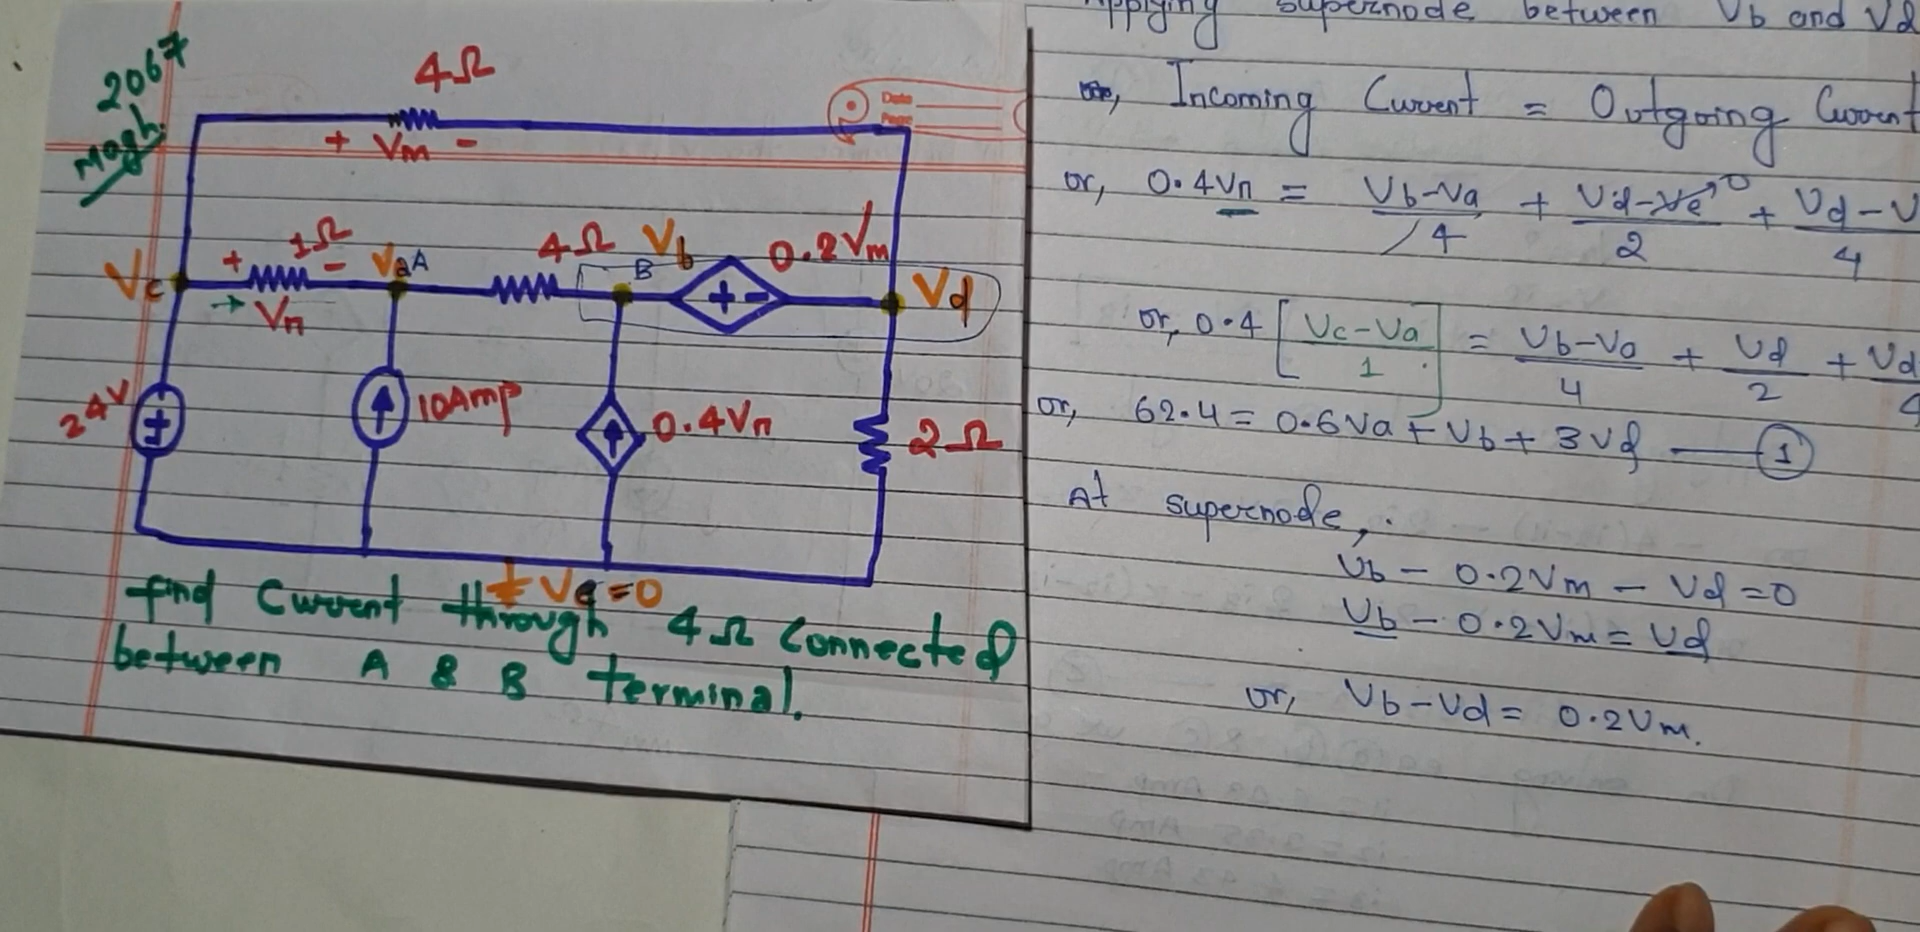 2067
Magh.
4Ω
Date
Page
+ Vm -
Vc + 1Ω - Va A 4Ω B Vb + - 0.2Vm Vd
→ Vn
24V
10Amp
0.4Vn
2Ω
Ve=0
find Current through 4Ω Connected
between A & B terminal.
Applying supernode between Vb and Vd
Incoming Current = Outgoing Current
or, 0.4Vn = Vb-Va/4 + Vd-Ve→0/2 + Vd-V/4
or, 0.4[Vc-Va/1] = Vb-Va/4 + Vd/2 + Vd
or, 62.4 = 0.6Va + Vb + 3Vd — ①
At supernode,
Vb - 0.2Vm - Vd = 0
Vb - 0.2Vm = Vd
or, Vb-Vd = 0.2Vm.